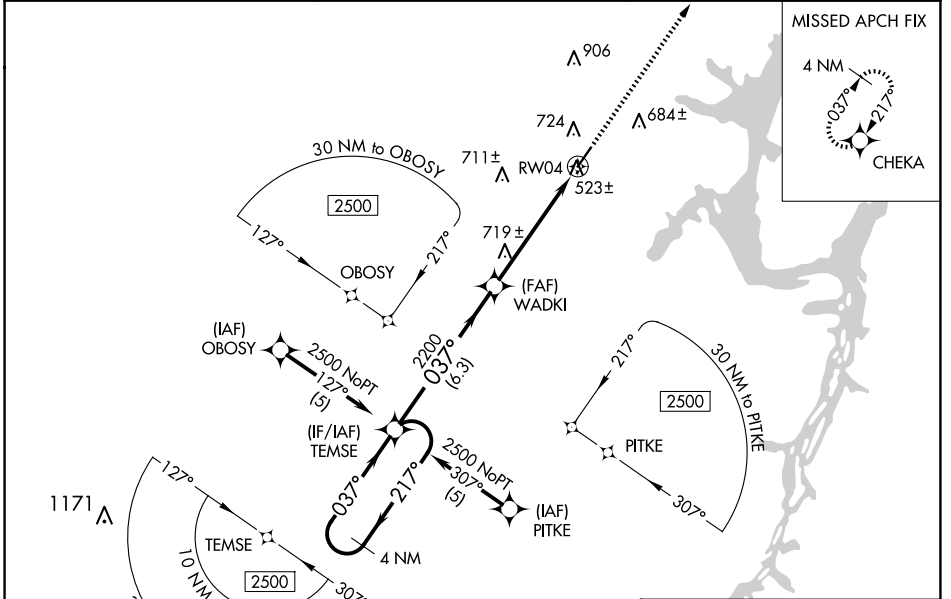 MISSED APCH FIX
4 NM
037°
217°
CHEKA
906
724
684±
711±
RW04
523±
719±
30 NM to OBOSY
2500
127°
217°
OBOSY
(FAF)
WADKI
(IAF)
OBOSY
2500 NoPT
127°
(5)
2200
037°
(6.3)
(IF/IAF)
TEMSE
037°
217°
4 NM
2500 NoPT
307°
(5)
(IAF)
PITKE
217°
30 NM to PITKE
2500
PITKE
307°
1171
127°
TEMSE
10 NM
2500
307°